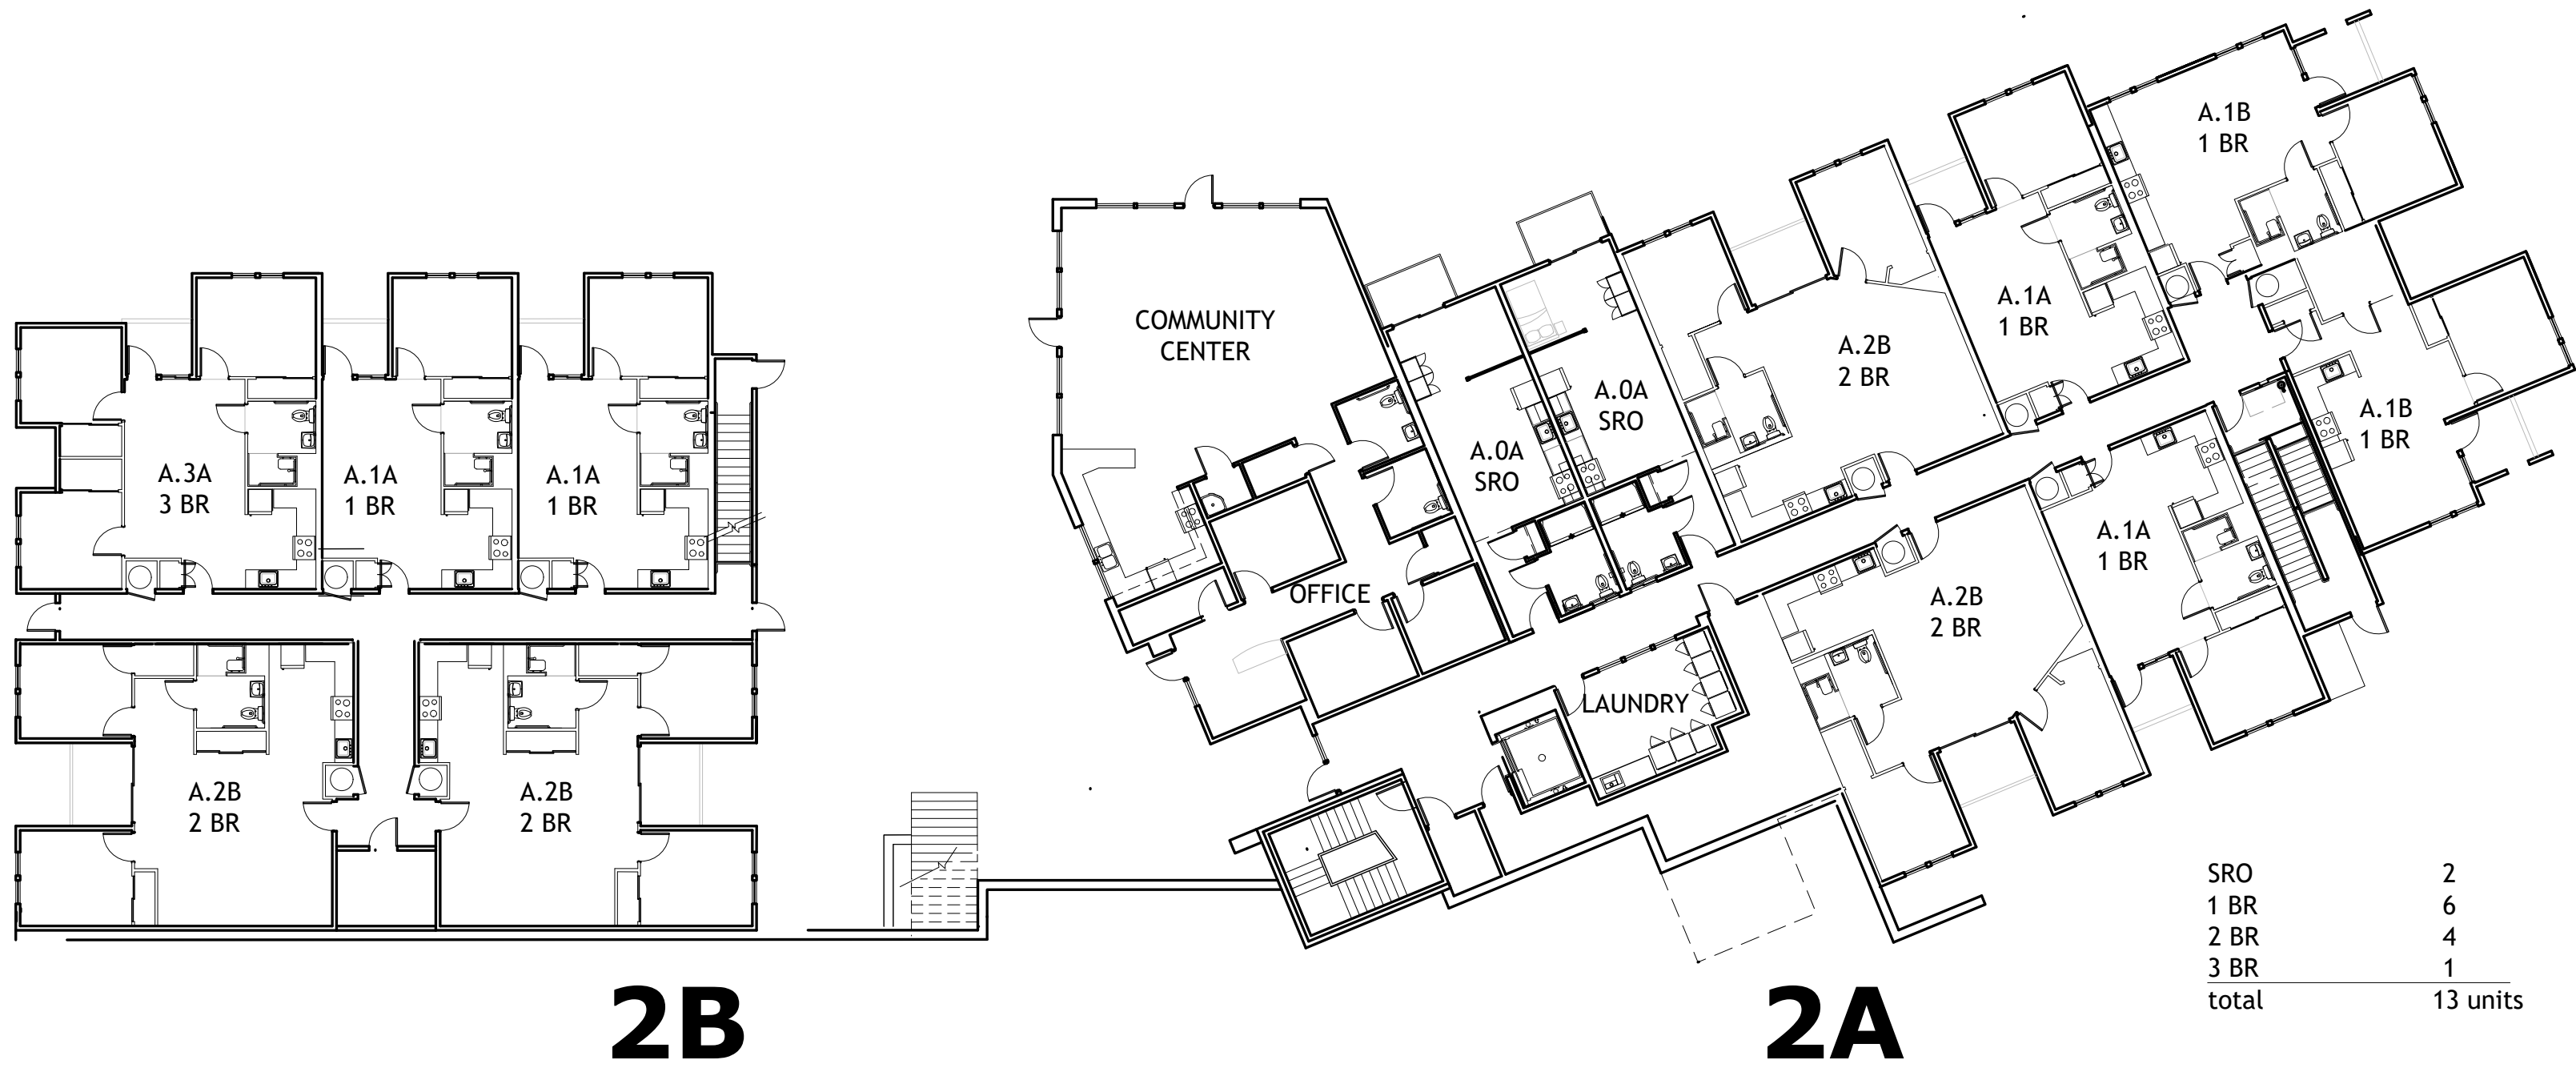 A.3A
3 BR
A.1A
1 BR
A.1A
1 BR
A.2B
2 BR
A.2B
2 BR
2B
COMMUNITY
CENTER
OFFICE
A.0A
SRO
A.0A
SRO
LAUNDRY
A.2B
2 BR
A.1A
1 BR
A.1B
1 BR
A.1B
1 BR
A.1A
1 BR
A.2B
2 BR
2A
SRO 2
1 BR 6
2 BR 4
3 BR 1
total 13 units